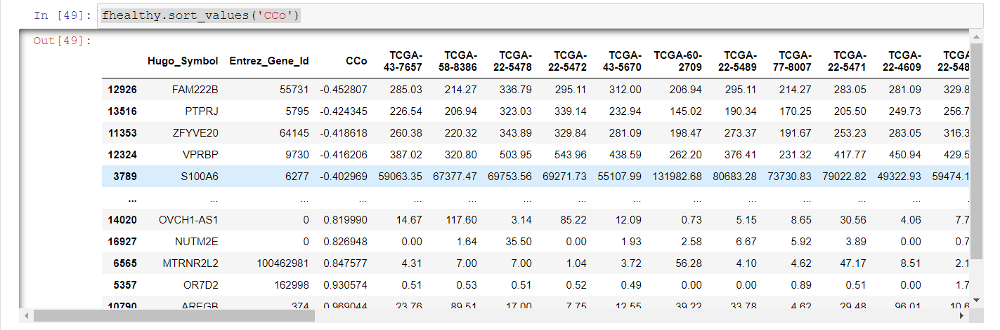 In [49]: fhealthy.sort_values('CCo')
Out[49]:
Hugo_Symbol Entrez_Gene_Id CCo TCGA-43-7657 TCGA-58-8386 TCGA-22-5478 TCGA-22-5472 TCGA-43-5670 TCGA-60-2709 TCGA-22-5489 TCGA-77-8007 TCGA-22-5471 TCGA-22-4609 TCGA 22-548
12926 FAM222B 55731 -0.452807 285.03 214.27 336.79 295.11 312.00 206.94 295.11 214.27 283.05 281.09 329.8
13516 PTPRJ 5795 -0.424345 226.54 206.94 323.03 339.14 232.94 145.02 190.34 170.25 205.50 249.73 256.7
11353 ZFYVE20 64145 -0.418618 260.38 220.32 343.89 329.84 281.09 198.47 273.37 191.67 253.23 283.05 316.3
12324 VPRBP 9730 -0.416206 387.02 320.80 503.95 543.96 438.59 262.20 376.41 231.32 417.77 450.94 429.5
3789 S100A6 6277 -0.402969 59063.35 67377.47 69753.56 69271.73 55107.99 131982.68 80683.28 73730.83 79022.82 49322.93 59474.1
... ... ... ... ... ... ... ... ... ... ... ... ... ... .
14020 OVCH1-AS1 0 0.819990 14.67 117.60 3.14 85.22 12.09 0.73 5.15 8.65 30.56 4.06 7.7
16927 NUTM2E 0 0.826948 0.00 1.64 35.50 0.00 1.93 2.58 6.67 5.92 3.89 0.00 0.7
6565 MTRNR2L2 100462981 0.847577 4.31 7.00 7.00 1.04 3.72 56.28 4.10 4.62 47.17 8.51 2.1
5357 OR7D2 162998 0.930574 0.51 0.53 0.51 0.52 0.49 0.00 0.00 0.89 0.51 0.00 1.7
10790 AREGB 374 0.969044 23.76 89.51 17.00 7.75 12.55 39.22 33.78 4.62 29.48 96.01 10.6